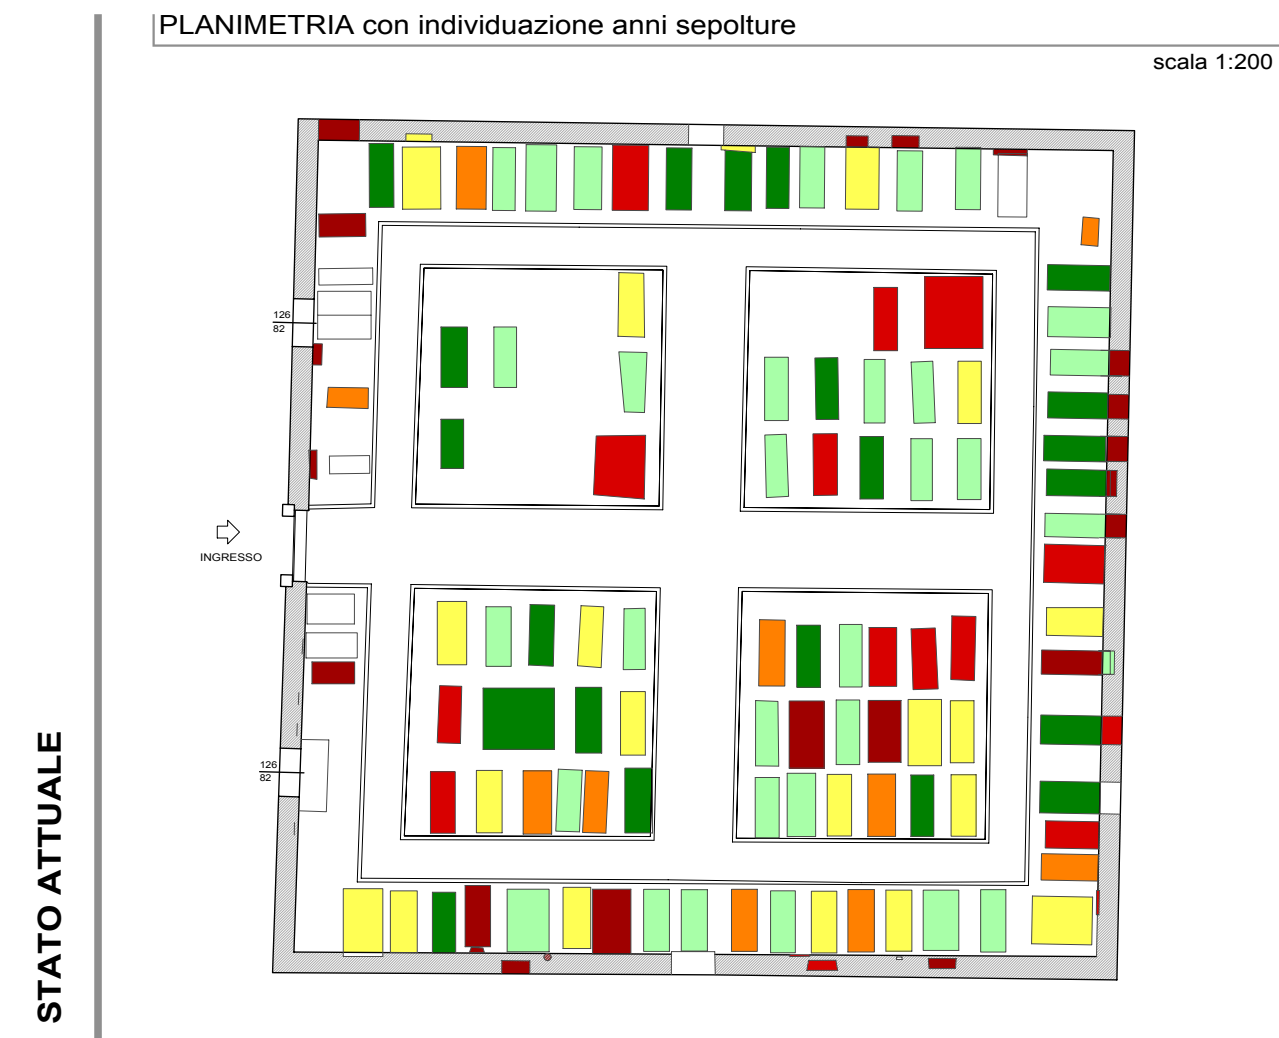 PLANIMETRIA con individuazione anni sepolture
scala 1:200
126
82
INGRESSO
126
82
STATO ATTUALE